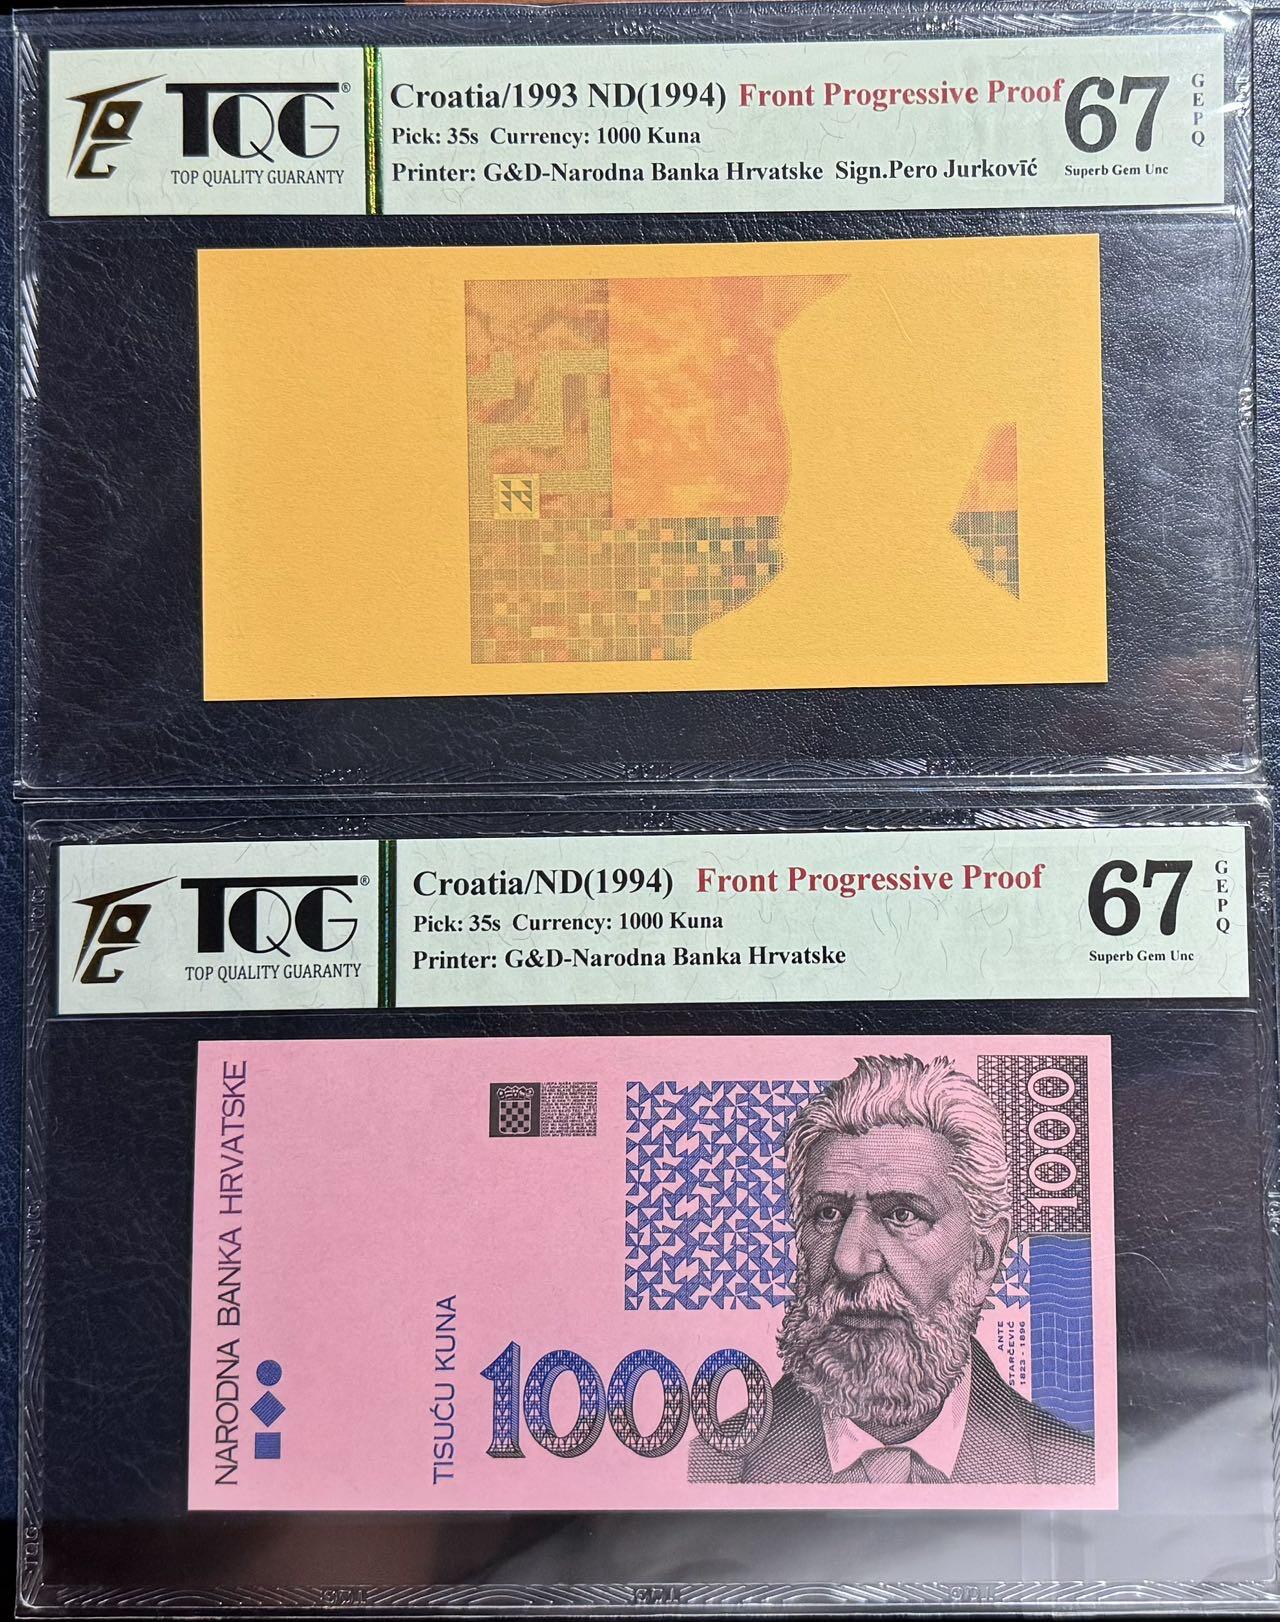 TQG®
TOP QUALITY GUARANTY
Croatia/1993 ND(1994) Front Progressive Proof
Pick: 35s Currency: 1000 Kuna
Printer: G&D-Narodna Banka Hrvatske Sign.Pero Jurkovīć
67
Superb Gem Unc
GEPQ
TQG®
TOP QUALITY GUARANTY
Croatia/ND(1994) Front Progressive Proof
Pick: 35s Currency: 1000 Kuna
Printer: G&D-Narodna Banka Hrvatske
67
Superb Gem Unc
GEPQ
NARODNA BANKA HRVATSKE
TISUĆU KUNA
1000
1000
ANTE
STARČEVIĆ
1823 - 1896